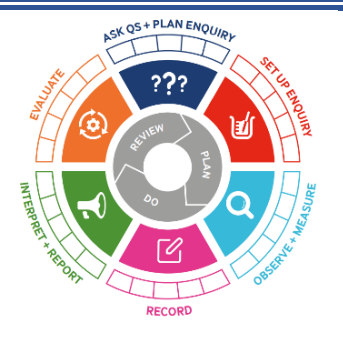 ASK QS + PLAN ENQUIRY
SET UP ENQUIRY
OBSERVE + MEASURE
RECORD
INTERPRET + REPORT
EVALUATE
???
PLAN
DO
REVIEW